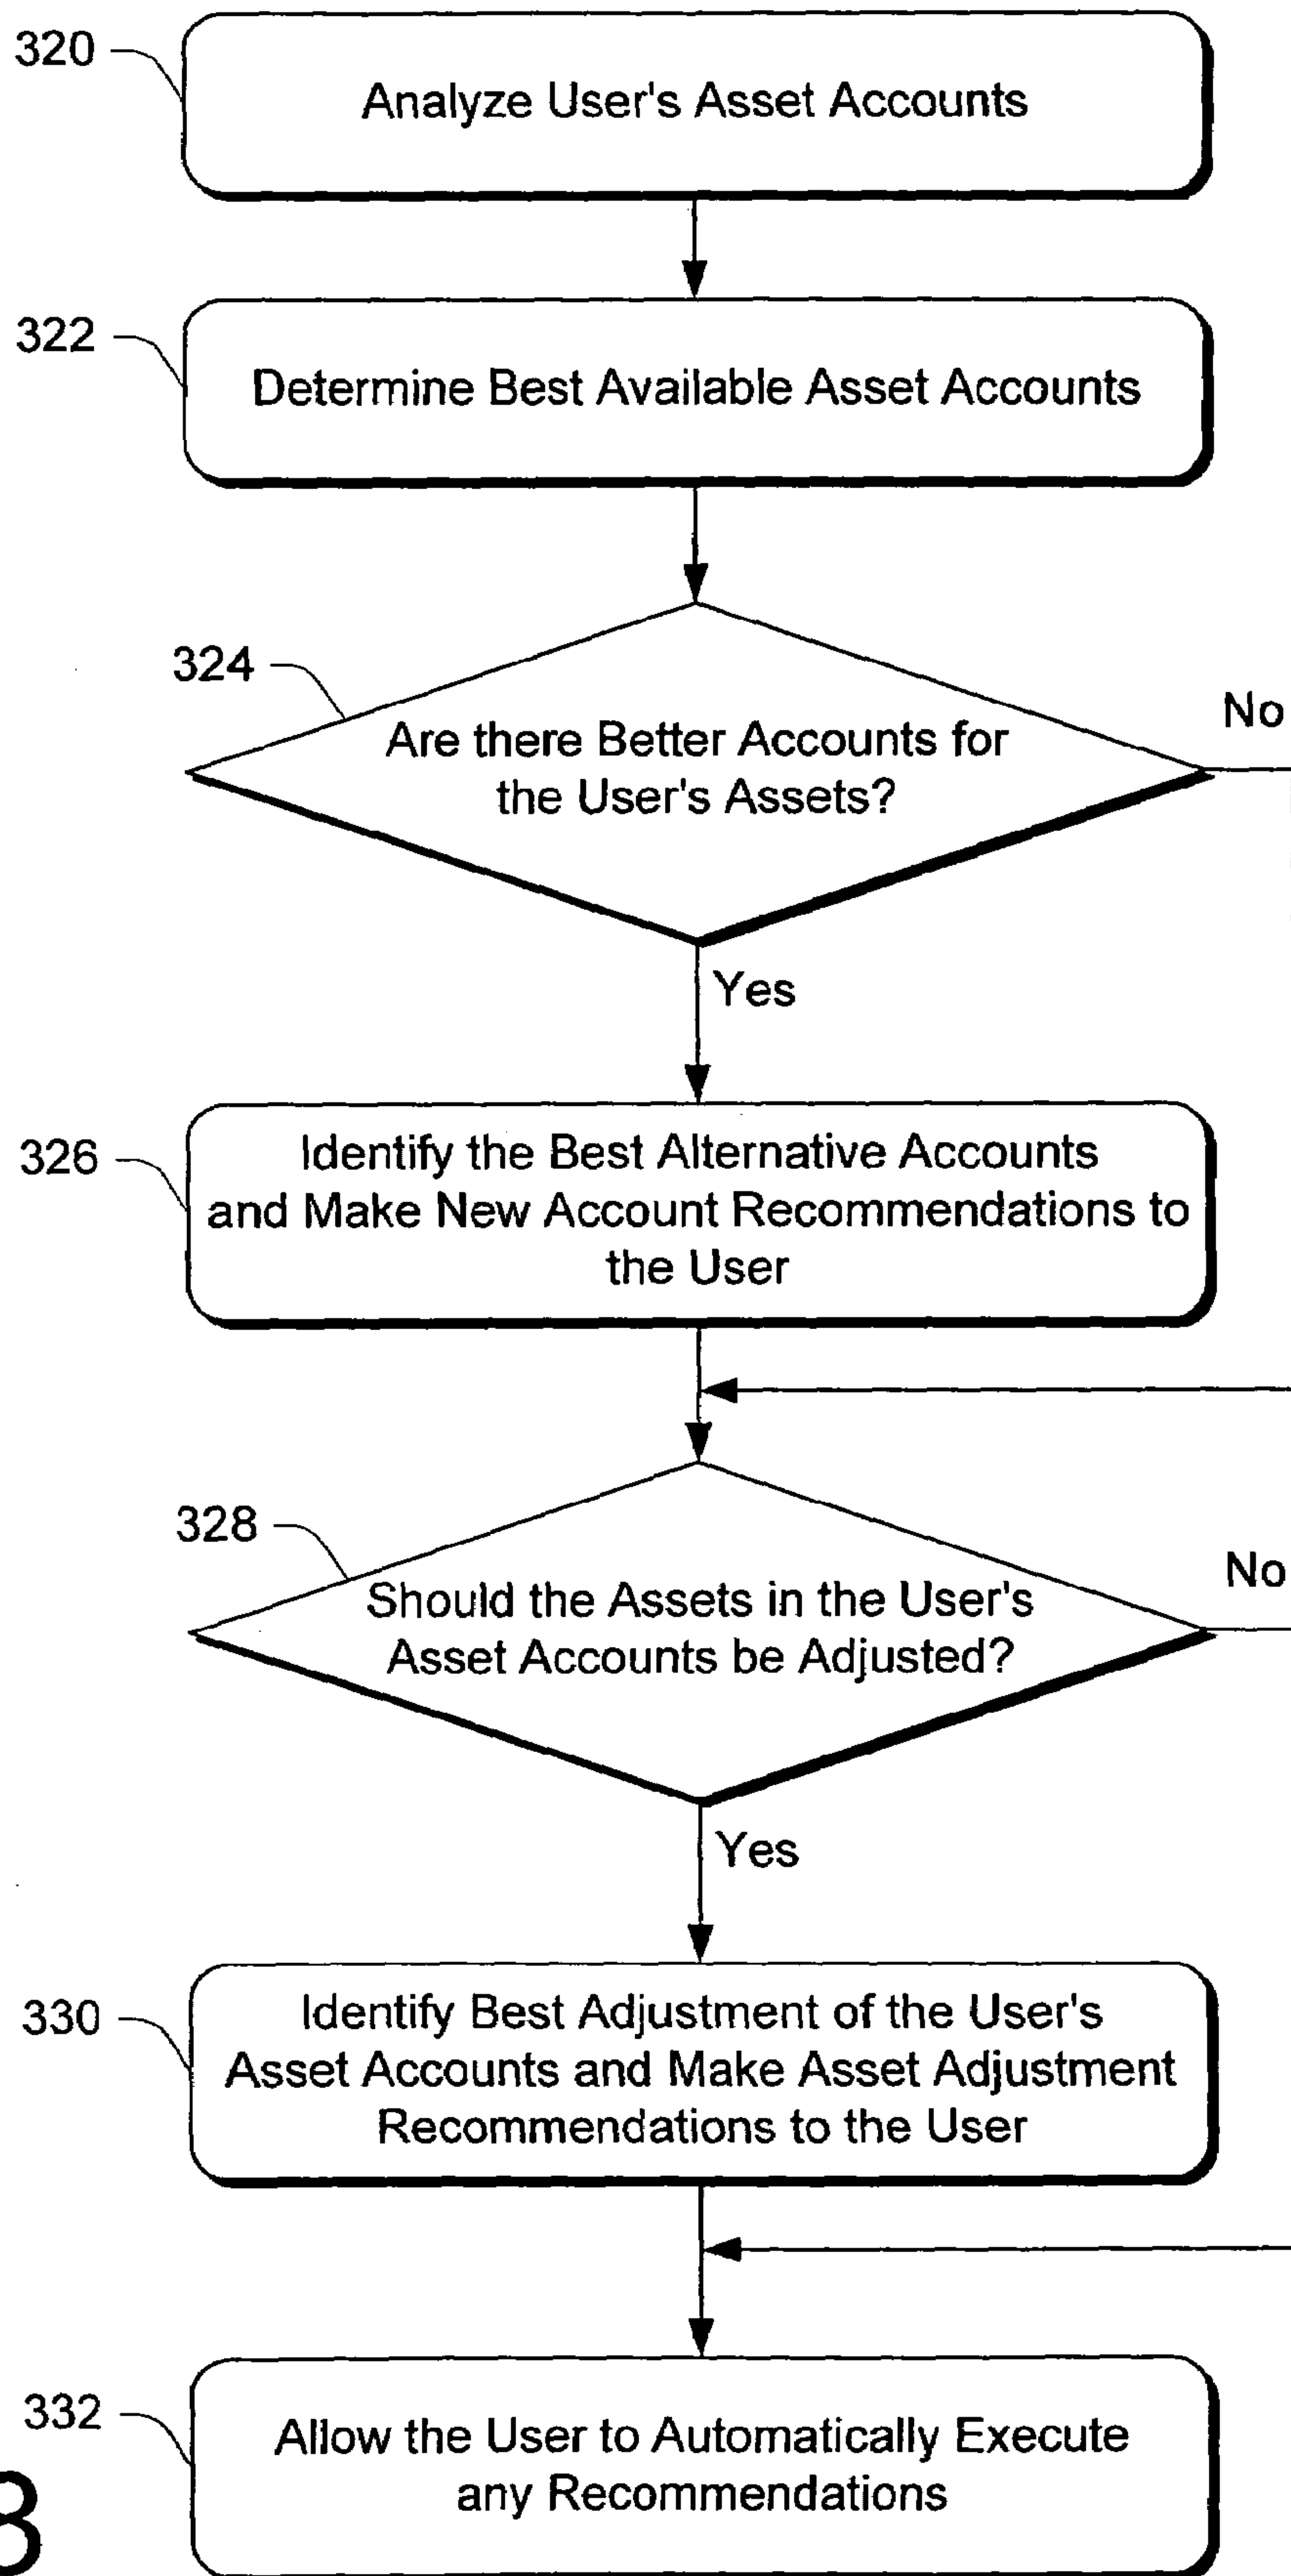 320
Analyze User's Asset Accounts
322
Determine Best Available Asset Accounts
324
Are there Better Accounts for
the User's Assets?
No
Yes
326
Identify the Best Alternative Accounts
and Make New Account Recommendations to
the User
328
Should the Assets in the User's
Asset Accounts be Adjusted?
No
Yes
330
Identify Best Adjustment of the User's
Asset Accounts and Make Asset Adjustment
Recommendations to the User
332
Allow the User to Automatically Execute
any Recommendations